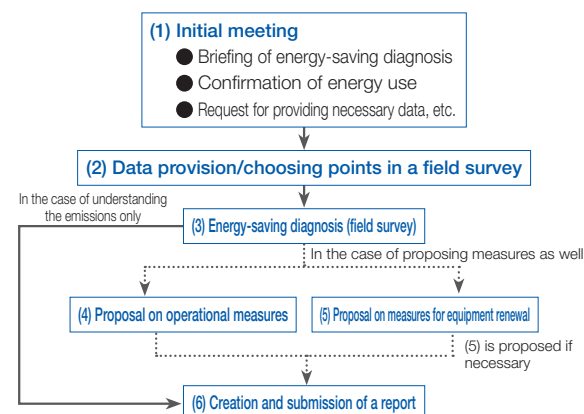 (1) Initial meeting
● Briefing of energy-saving diagnosis
● Confirmation of energy use
● Request for providing necessary data, etc.
(2) Data provision/choosing points in a field survey
In the case of understanding
the emissions only
(3) Energy-saving diagnosis (field survey)
In the case of proposing measures as well
(4) Proposal on operational measures
(5) Proposal on measures for equipment renewal
(5) is proposed if
necessary
(6) Creation and submission of a report